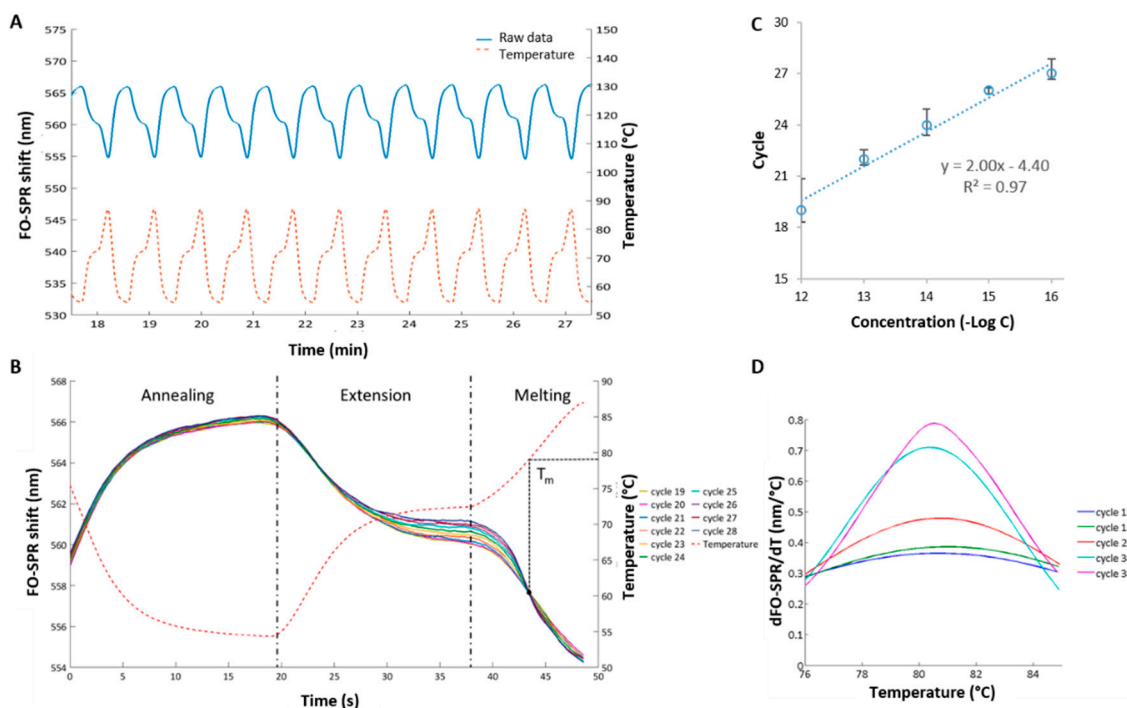 A
575
570
565
560
555
550
545
540
535
530
FO-SPR shift (nm)
18 19 20 21 22 23 24 25 26 27
Time (min)
150
140
130
120
110
100
90
80
70
60
50
Temperature (°C)
Raw data
Temperature
C
30
27
24
21
18
15
Cycle
y = 2.00x - 4.40
R² = 0.97
12 13 14 15 16
Concentration (-Log C)
B
568
566
564
562
560
558
556
554
FO-SPR shift (nm)
Annealing Extension Melting
Tm
0 5 10 15 20 25 30 35 40 45 50
Time (s)
90
85
80
75
70
65
60
55
50
Temperature (°C)
cycle 19 cycle 25
cycle 20 cycle 26
cycle 21 cycle 27
cycle 22 cycle 28
cycle 23 Temperature
cycle 24
D
0.8
0.7
0.6
0.5
0.4
0.3
0.2
0.1
0
dFO-SPR/dT (nm/°C)
76 78 80 82 84
Temperature (°C)
cycle 1
cycle 1
cycle 2
cycle 3
cycle 3